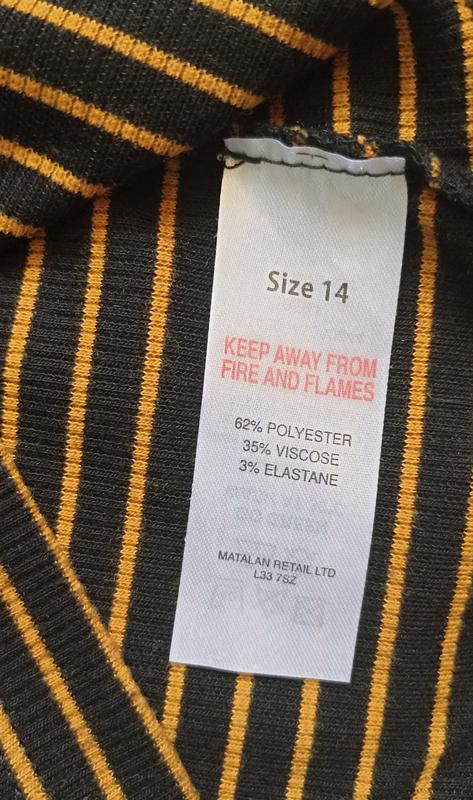 Size 14
KEEP AWAY FROM
FIRE AND FLAMES
62% POLYESTER
35% VISCOSE
3% ELASTANE
MATALAN RETAIL LTD
L33 7SZ